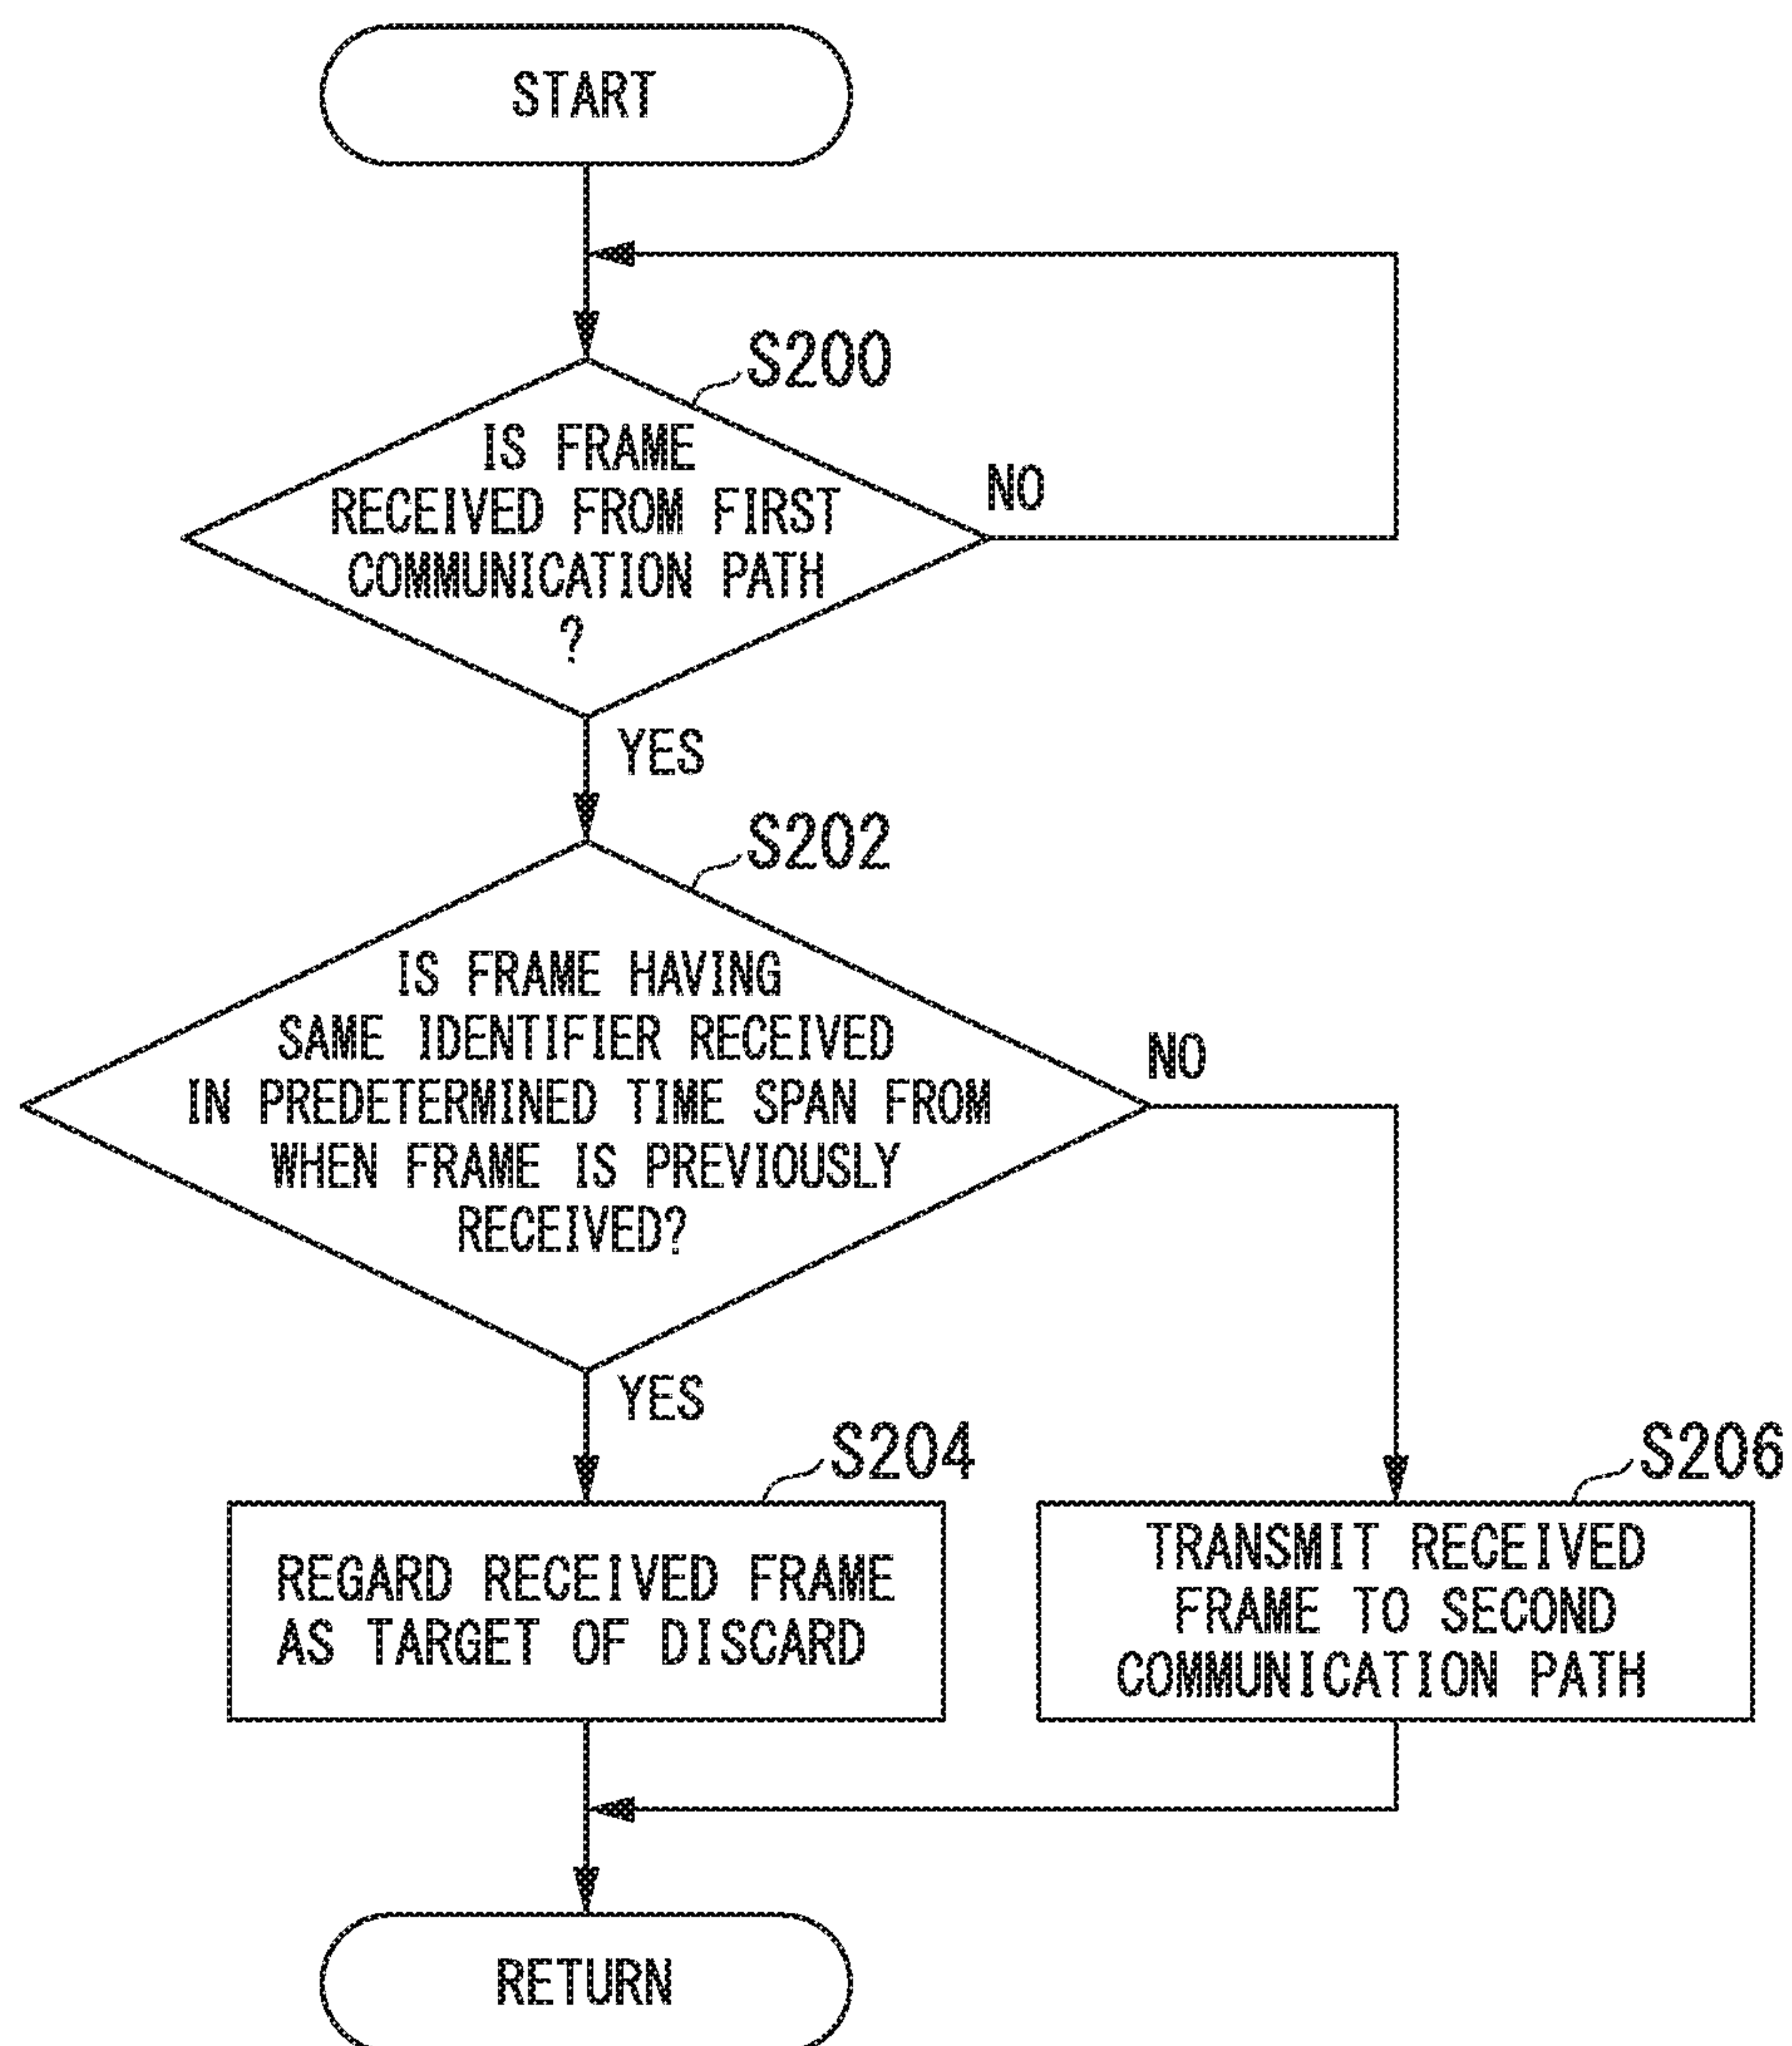 START
S200
IS FRAME
RECEIVED FROM FIRST
COMMUNICATION PATH
?
NO
YES
S202
IS FRAME HAVING
SAME IDENTIFIER RECEIVED
IN PREDETERMINED TIME SPAN FROM
WHEN FRAME IS PREVIOUSLY
RECEIVED?
NO
YES
S204
REGARD RECEIVED FRAME
AS TARGET OF DISCARD
S206
TRANSMIT RECEIVED
FRAME TO SECOND
COMMUNICATION PATH
RETURN